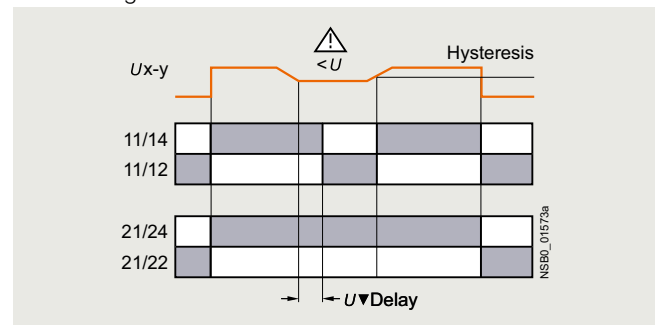 Hysteresis
Ux-y
<U
11/14
11/12
21/24
21/22
U▼Delay
NSB0_01573a